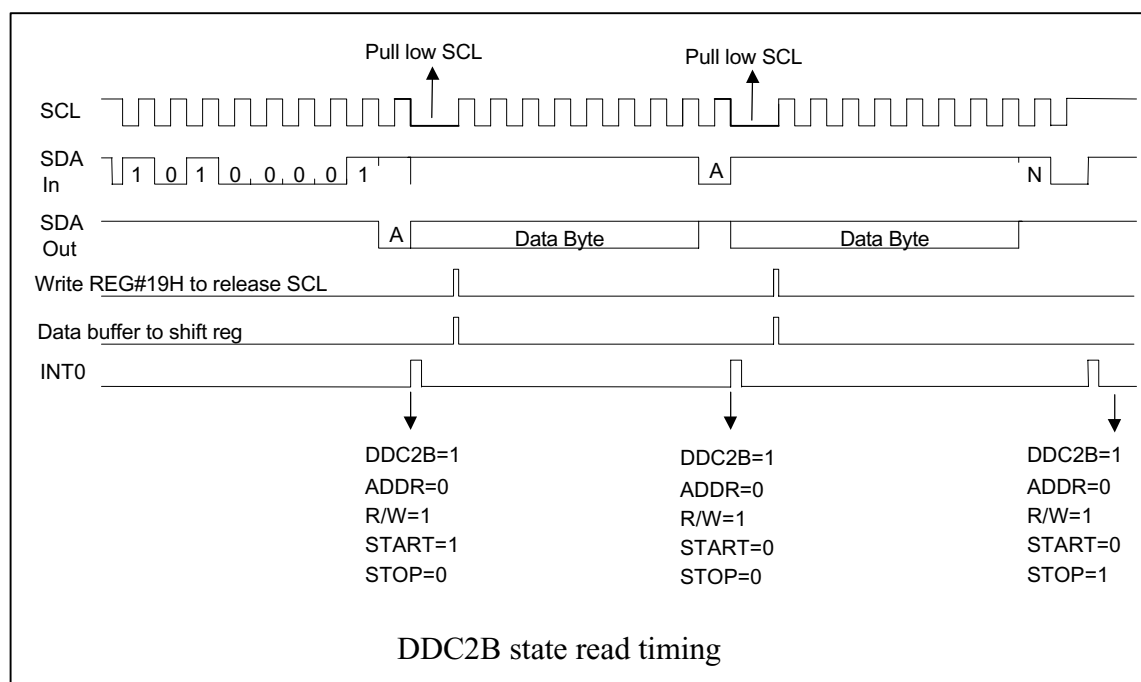 Pull low SCL
Pull low SCL
SCL
SDA
In
1 0 1 0 0 0 0 1
A
N
SDA
Out
A
Data Byte
Data Byte
Write REG#19H to release SCL
Data buffer to shift reg
INT0
DDC2B=1
ADDR=0
R/W=1
START=1
STOP=0
DDC2B=1
ADDR=0
R/W=1
START=0
STOP=0
DDC2B=1
ADDR=0
R/W=1
START=0
STOP=1
DDC2B state read timing